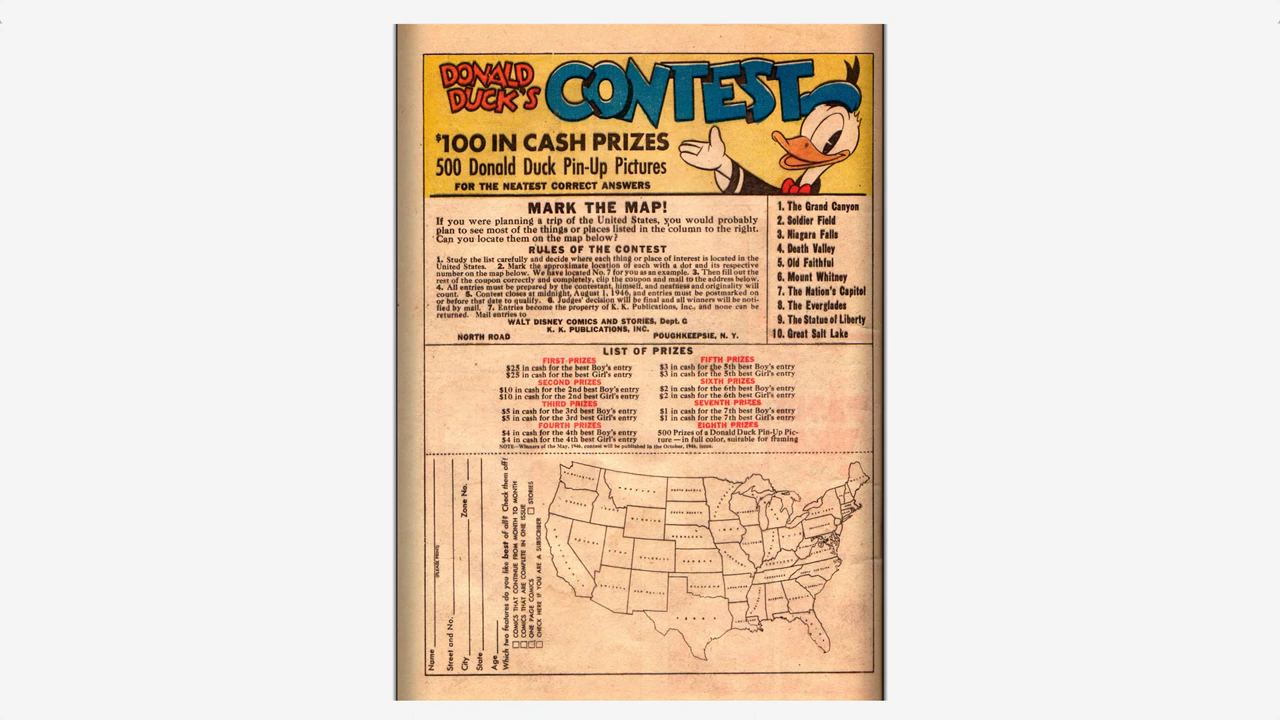 DONALD
DUCK'S
CONTEST
$100 IN CASH PRIZES
500 Donald Duck Pin-Up Pictures
FOR THE NEATEST CORRECT ANSWERS
MARK THE MAP!
If you were planning a trip of the United States, you would probably
plan to see most of the things or places listed in the column to the right.
Can you locate them on the map below?
RULES OF THE CONTEST
1. Study the list carefully and decide where each thing or place of interest is located in the
United States. 2. Mark the approximate location of each with a dot and its respective
number on the map below. We have located No. 7 for you as an example. 3. Then fill out the
rest of the coupon correctly and completely, clip the coupon and mail to the address below.
4. All entries must be prepared by the contestant, himself, and neatness and originality will
count. 5. Contest closes at midnight, August 1, 1946, and entries must be postmarked on
or before that date to qualify. 6. Judges' decision will be final and all winners will be noti-
fied by mail. 7. Entries become the property of K. K. Publications, Inc., and none can be
returned. Mail entries to
WALT DISNEY COMICS AND STORIES, Dept. G
K. K. PUBLICATIONS, INC.
NORTH ROAD POUGHKEEPSIE, N. Y.
1. The Grand Canyon
2. Soldier Field
3. Niagara Falls
4. Death Valley
5. Old Faithful
6. Mount Whitney
7. The Nation's Capitol
8. The Everglades
9. The Statue of Liberty
10. Great Salt Lake
LIST OF PRIZES
FIRST PRIZES
$25 in cash for the best Boy's entry
$25 in cash for the best Girl's entry
SECOND PRIZES
$10 in cash for the 2nd best Boy's entry
$10 in cash for the 2nd best Girl's entry
THIRD PRIZES
$5 in cash for the 3rd best Boy's entry
$5 in cash for the 3rd best Girl's entry
FOURTH PRIZES
$4 in cash for the 4th best Boy's entry
$4 in cash for the 4th best Girl's entry
FIFTH PRIZES
$3 in cash for the 5th best Boy's entry
$3 in cash for the 5th best Girl's entry
SIXTH PRIZES
$2 in cash for the 6th best Boy's entry
$2 in cash for the 6th best Girl's entry
SEVENTH PRIZES
$1 in cash for the 7th best Boy's entry
$1 in cash for the 7th best Girl's entry
EIGHTH PRIZES
500 Prizes of a Donald Duck Pin-Up Pic-
ture — in full color, suitable for framing
NOTE—Winners of the May, 1946, contest will be published in the October, 1946, issue.
Name
(PLEASE PRINT)
Street and No.
City Zone No.
State
Age
Which two features do you like best of all? Check them off!
COMICS THAT CONTINUE FROM MONTH TO MONTH
COMICS THAT ARE COMPLETE IN ONE ISSUE
ONE PAGE COMICS STORIES
CHECK HERE IF YOU ARE A SUBSCRIBER